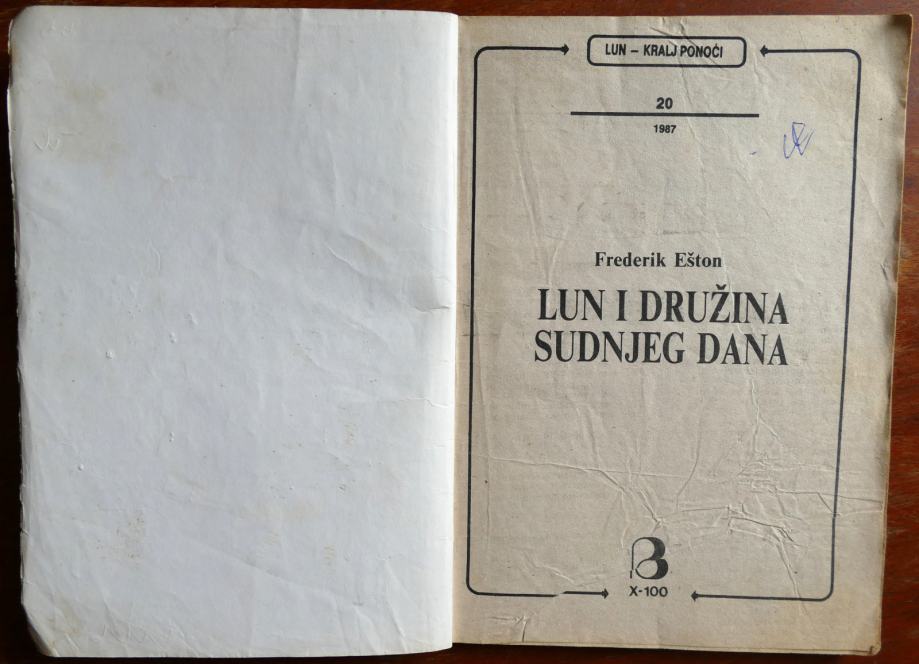 LUN – KRALJ PONOĆI
20
1987
Frederik Ešton
LUN I DRUŽINA
SUDNJEG DANA
B
X-100